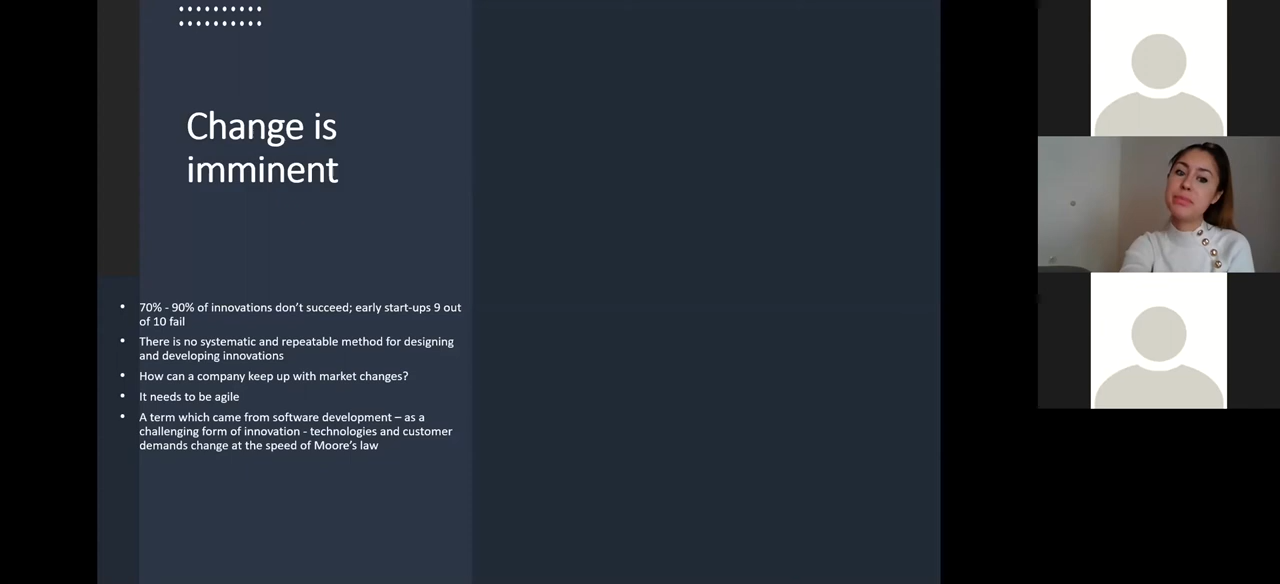 Change is
imminent
70% - 90% of innovations don’t succeed; early start-ups 9 out
of 10 fail
There is no systematic and repeatable method for designing
and developing innovations
How can a company keep up with market changes?
It needs to be agile
A term which came from software development – as a
challenging form of innovation - technologies and customer
demands change at the speed of Moore’s law